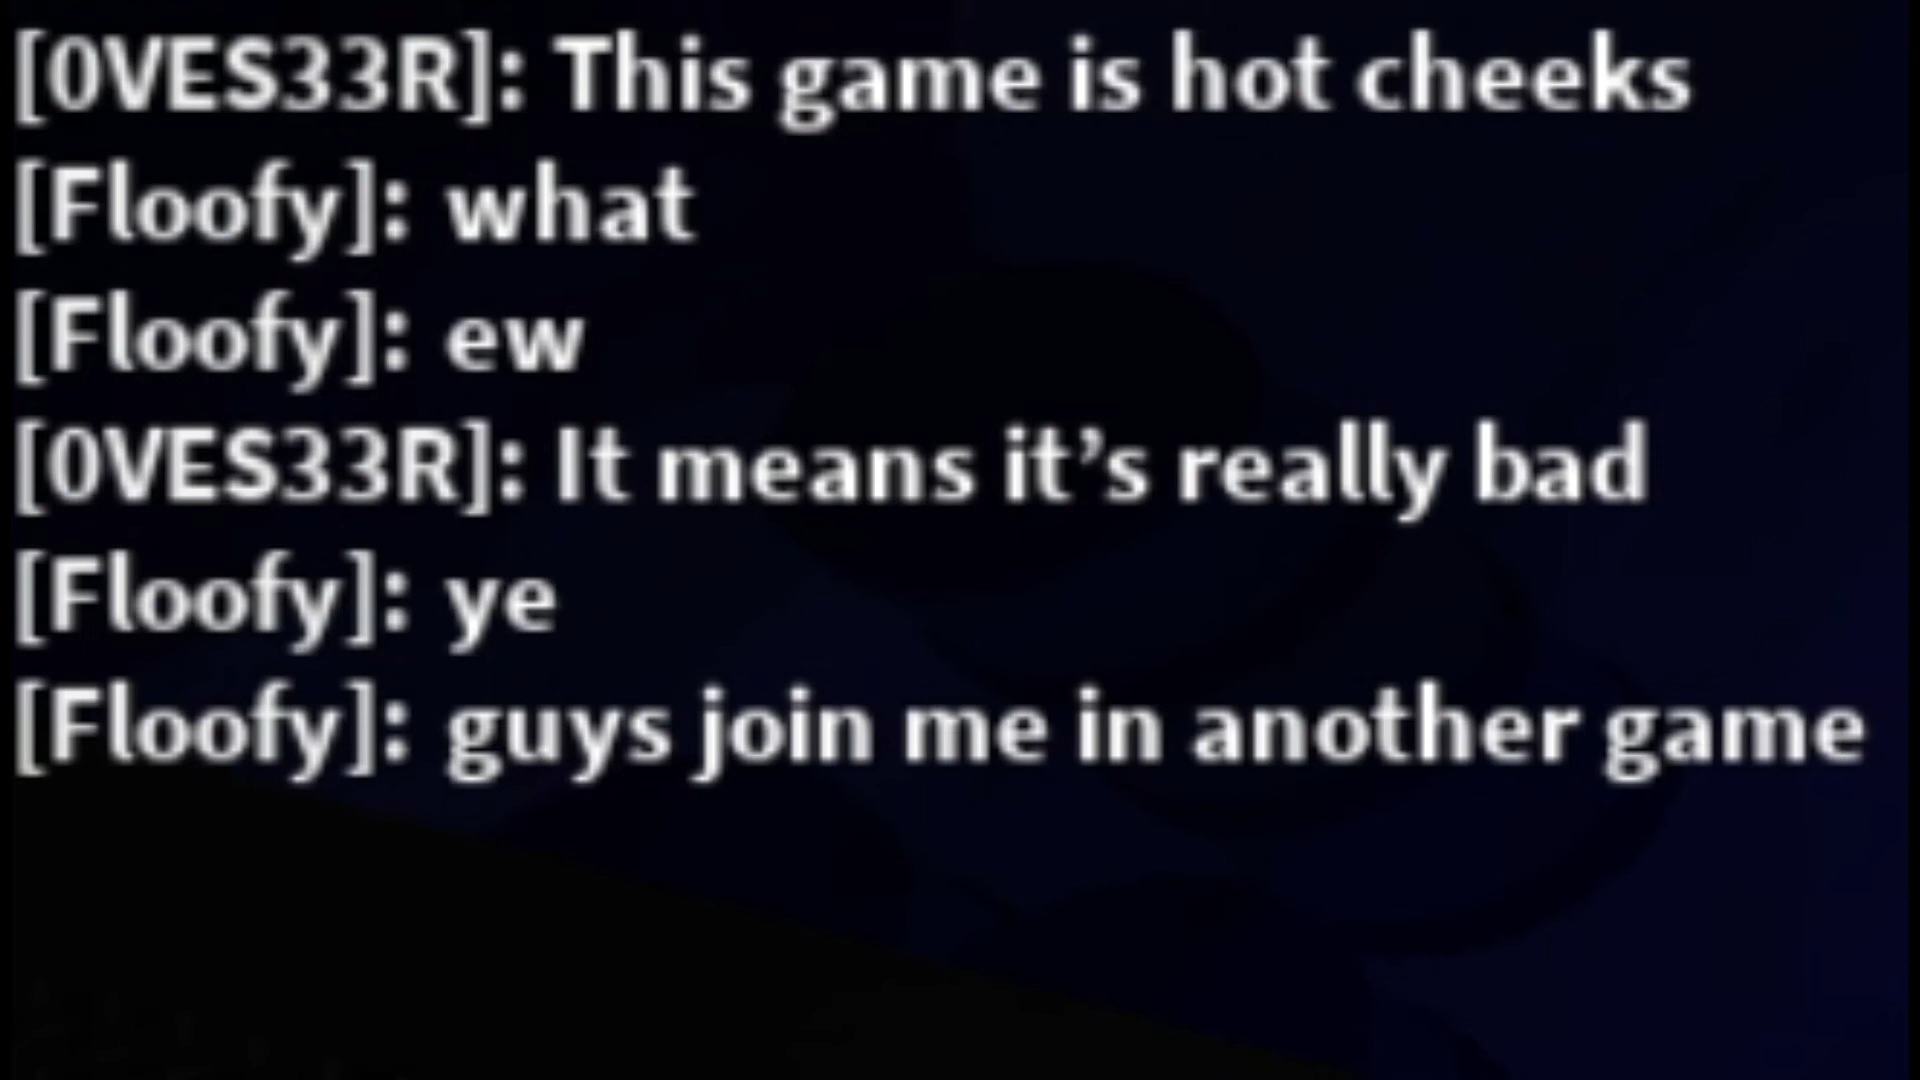 [0VES33R]: This game is hot cheeks
[Floofy]: what
[Floofy]: ew
[0VES33R]: It means it’s really bad
[Floofy]: ye
[Floofy]: guys join me in another game